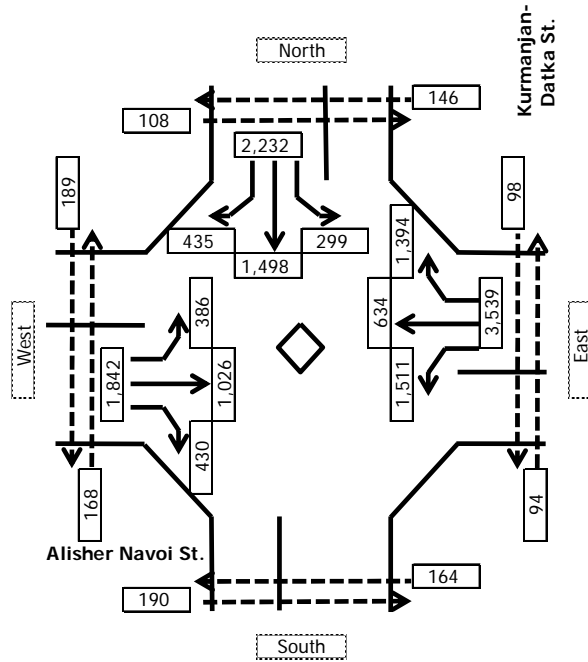 North
Kurmanjan-
Datka St.
146
108
2,232
189
98
435
299
1,498
1,394
386
634
3,539
West
East
1,842
1,026
1,511
430
168
94
Alisher Navoi St.
164
190
South